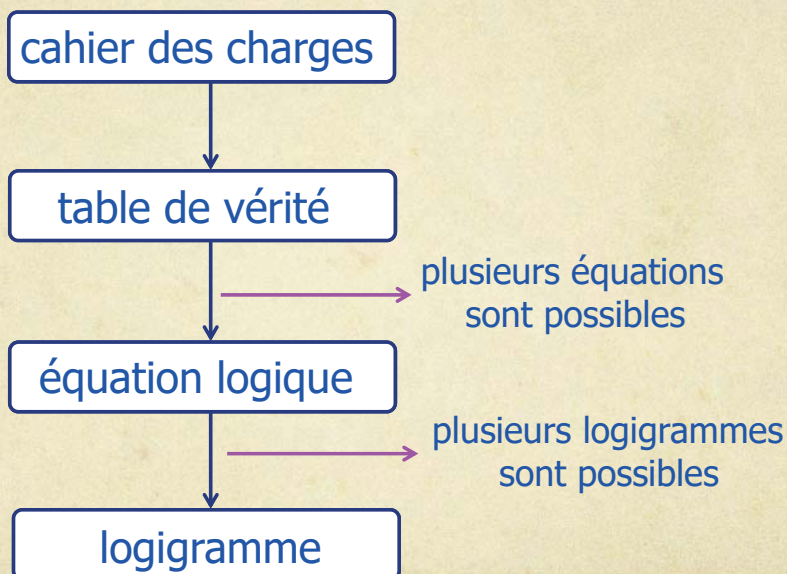 cahier des charges
table de vérité
plusieurs équations
sont possibles
équation logique
plusieurs logigrammes
sont possibles
logigramme